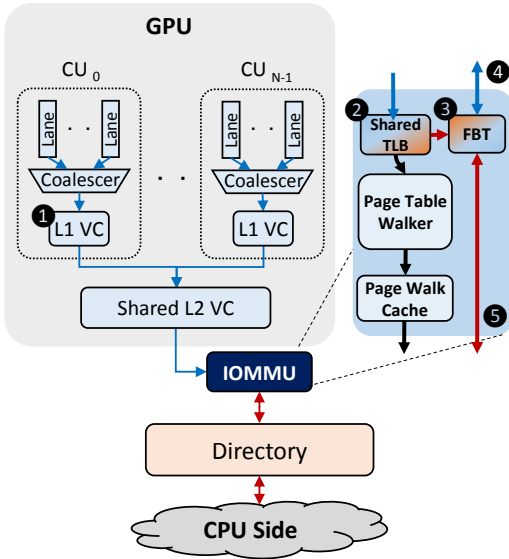 GPU
CU 0
CU N-1
Lane
. .
Lane
Lane
. .
Lane
Coalescer
. .
Coalescer
1
L1 VC
L1 VC
Shared L2 VC
IOMMU
Directory
CPU Side
4
2
3
Shared
TLB
FBT
Page Table
Walker
Page Walk
Cache
5